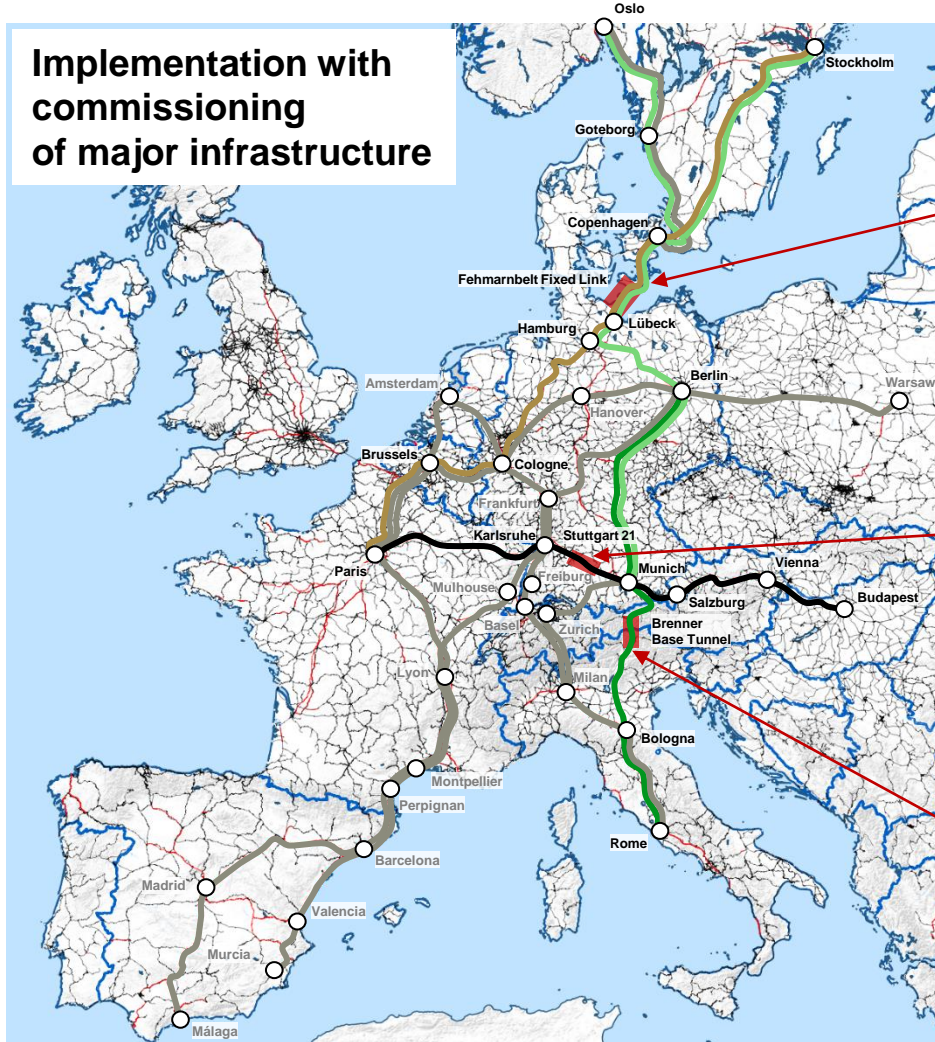 Implementation with
commissioning
of major infrastructure
Oslo
Stockholm
Goteborg
Copenhagen
Fehmarnbelt Fixed Link
Lübeck
Hamburg
Berlin
Warsaw
Amsterdam
Hanover
Brussels
Cologne
Frankfurt
Karlsruhe
Stuttgart 21
Paris
Munich
Vienna
Mulhouse
Freiburg
Salzburg
Budapest
Basel
Zurich
Brenner
Base Tunnel
Lyon
Milan
Bologna
Montpellier
Perpignan
Rome
Barcelona
Madrid
Valencia
Murcia
Málaga